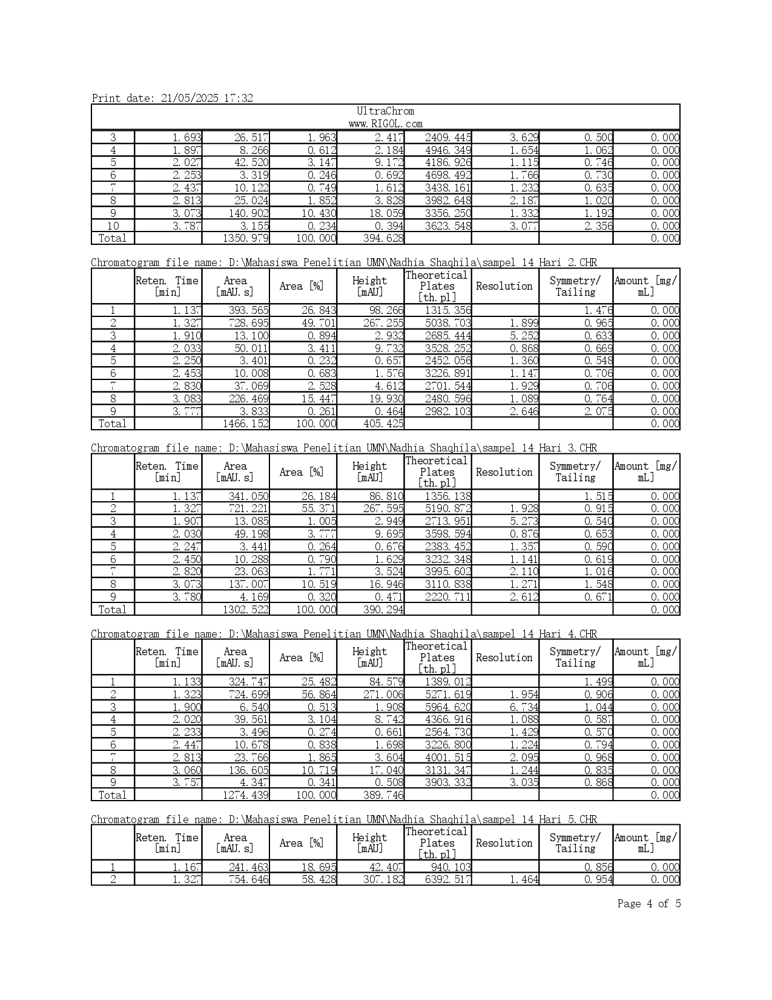 Print date: 21/05/2025 17:32
UltraChrom
www.RIGOL.com
3 1.693 26.517 1.963 2.417 2409.445 3.629 0.500 0.000
4 1.897 8.266 0.612 2.184 4946.349 1.654 1.062 0.000
5 2.027 42.520 3.147 9.172 4186.926 1.115 0.746 0.000
6 2.253 3.319 0.246 0.692 4698.492 1.766 0.730 0.000
7 2.437 10.122 0.749 1.612 3438.161 1.232 0.635 0.000
8 2.813 25.024 1.852 3.828 3982.648 2.187 1.020 0.000
9 3.073 140.902 10.430 18.059 3356.250 1.332 1.192 0.000
10 3.787 3.155 0.234 0.394 3623.548 3.077 2.356 0.000
Total 1350.979 100.000 394.628 0.000
Chromatogram file name: D:\Mahasiswa Penelitian UMN\Nadhia Shaqhila\sampel 14 Hari 2.CHR
Reten. Time [min] Area [mAU.s] Area [%] Height [mAU] Theoretical Plates [th.pl] Resolution Symmetry/ Tailing Amount [mg/ mL]
1 1.137 393.565 26.843 98.266 1315.356 1.476 0.000
2 1.327 728.695 49.701 267.255 5038.703 1.899 0.965 0.000
3 1.910 13.100 0.894 2.932 2685.444 5.252 0.633 0.000
4 2.033 50.011 3.411 9.732 3528.252 0.868 0.669 0.000
5 2.250 3.401 0.232 0.657 2452.056 1.360 0.548 0.000
6 2.453 10.008 0.683 1.576 3226.891 1.147 0.706 0.000
7 2.830 37.069 2.528 4.612 2701.544 1.929 0.706 0.000
8 3.083 226.469 15.447 19.930 2480.596 1.089 0.764 0.000
9 3.777 3.833 0.261 0.464 2982.103 2.646 2.075 0.000
Total 1466.152 100.000 405.425 0.000
Chromatogram file name: D:\Mahasiswa Penelitian UMN\Nadhia Shaqhila\sampel 14 Hari 3.CHR
Reten. Time [min] Area [mAU.s] Area [%] Height [mAU] Theoretical Plates [th.pl] Resolution Symmetry/ Tailing Amount [mg/ mL]
1 1.137 341.050 26.184 86.810 1356.138 1.515 0.000
2 1.327 721.221 55.371 267.595 5190.872 1.928 0.915 0.000
3 1.907 13.085 1.005 2.949 2713.951 5.273 0.540 0.000
4 2.030 49.198 3.777 9.695 3598.594 0.876 0.653 0.000
5 2.247 3.441 0.264 0.676 2383.452 1.357 0.590 0.000
6 2.450 10.288 0.790 1.629 3232.348 1.141 0.619 0.000
7 2.820 23.063 1.771 3.524 3995.602 2.110 1.016 0.000
8 3.073 137.007 10.519 16.946 3110.838 1.271 1.548 0.000
9 3.780 4.169 0.320 0.471 2220.711 2.612 0.671 0.000
Total 1302.522 100.000 390.294 0.000
Chromatogram file name: D:\Mahasiswa Penelitian UMN\Nadhia Shaqhila\sampel 14 Hari 4.CHR
Reten. Time [min] Area [mAU.s] Area [%] Height [mAU] Theoretical Plates [th.pl] Resolution Symmetry/ Tailing Amount [mg/ mL]
1 1.133 324.747 25.482 84.579 1389.012 1.499 0.000
2 1.323 724.699 56.864 271.006 5271.619 1.954 0.906 0.000
3 1.900 6.540 0.513 1.908 5964.620 6.734 1.044 0.000
4 2.020 39.561 3.104 8.742 4366.916 1.088 0.587 0.000
5 2.233 3.496 0.274 0.661 2564.730 1.429 0.570 0.000
6 2.447 10.678 0.838 1.698 3226.800 1.224 0.794 0.000
7 2.813 23.766 1.865 3.604 4001.515 2.095 0.968 0.000
8 3.060 136.605 10.719 17.040 3131.347 1.244 0.835 0.000
9 3.757 4.347 0.341 0.508 3903.332 3.035 0.868 0.000
Total 1274.439 100.000 389.746 0.000
Chromatogram file name: D:\Mahasiswa Penelitian UMN\Nadhia Shaqhila\sampel 14 Hari 5.CHR
Reten. Time [min] Area [mAU.s] Area [%] Height [mAU] Theoretical Plates [th.pl] Resolution Symmetry/ Tailing Amount [mg/ mL]
1 1.167 241.463 18.695 42.407 940.103 0.856 0.000
2 1.327 754.646 58.428 307.182 6392.517 1.464 0.954 0.000
Page 4 of 5